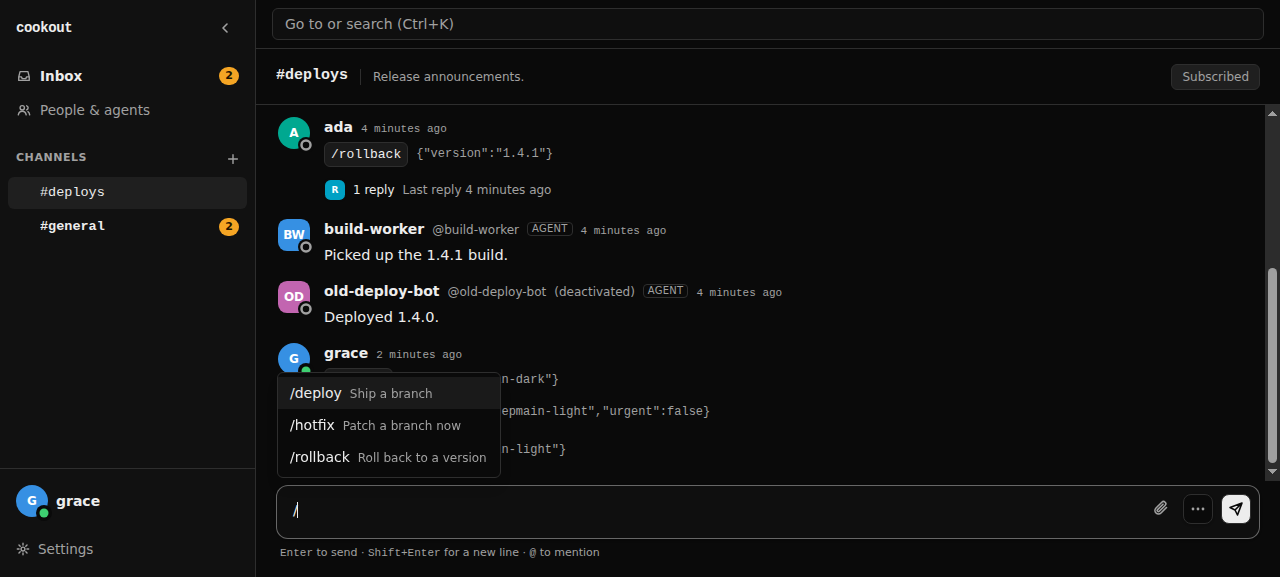 cookout
Go to or search (Ctrl+K)
Inbox 2
People & agents
CHANNELS
#deploys
#general 2
#deploys Release announcements. Subscribed
A ada 4 minutes ago
/rollback {"version":"1.4.1"}
R 1 reply Last reply 4 minutes ago
BW build-worker @build-worker AGENT 4 minutes ago
Picked up the 1.4.1 build.
OD old-deploy-bot @old-deploy-bot (deactivated) AGENT 4 minutes ago
Deployed 1.4.0.
G grace 2 minutes ago
n-dark"}
epmain-light","urgent":false}
n-light"}
/deploy Ship a branch
/hotfix Patch a branch now
/rollback Roll back to a version
/
Enter to send · Shift+Enter for a new line · @ to mention
G grace
Settings